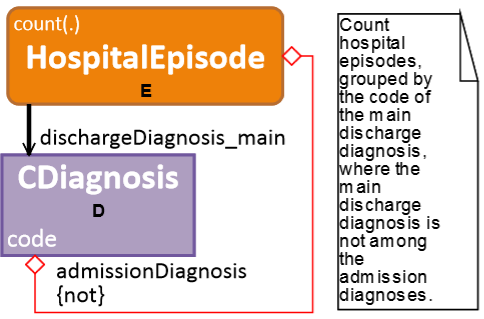 count(.)
HospitalEpisode
E
dischargeDiagnosis_main
CDiagnosis
D
code
admissionDiagnosis
{not}
Count
hospital
episodes,
grouped by
the code of
the main
discharge
diagnosis,
where the
main
discharge
diagnosis is
not among
the
admission
diagnoses.